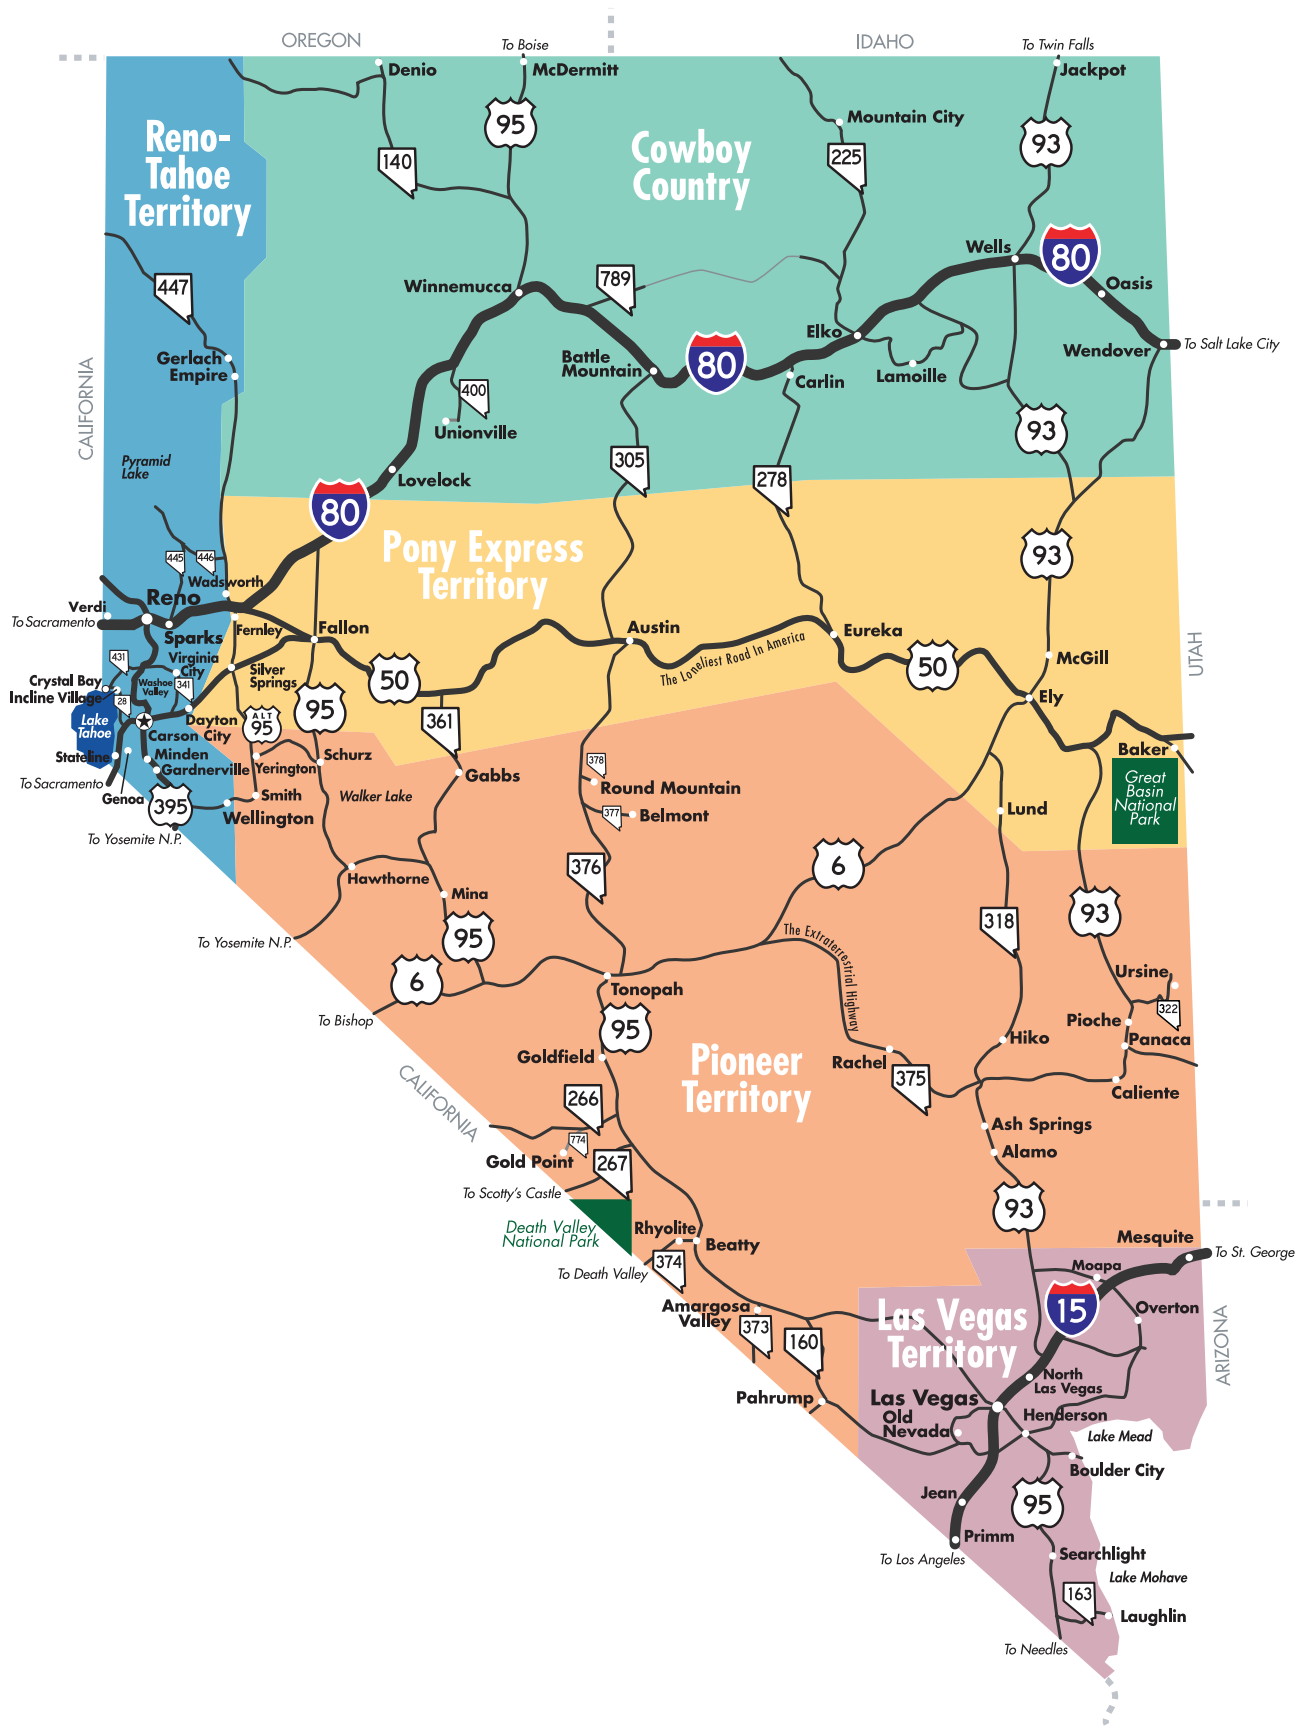 OREGON
IDAHO
To Boise
To Twin Falls
Denio
McDermitt
Jackpot
Reno-
Tahoe
Territory
95
Mountain City
93
Cowboy
Country
140
225
Wells
80
447
Winnemucca
789
Oasis
Elko
Wendover
To Salt Lake City
Gerlach
Empire
Battle
Mountain
80
Carlin
Lamoille
CALIFORNIA
400
Unionville
93
Pyramid
Lake
305
278
Lovelock
80
Pony Express
Territory
93
445
446
Wadsworth
Reno
Verdi
To Sacramento
Sparks
Fernley
Fallon
Austin
The Loneliest Road In America
Eureka
UTAH
431
Virginia
City
McGill
Crystal Bay
Incline Village
Washoe
Valley
341
Silver
Springs
50
50
28
Ely
Lake
Tahoe
Dayton
Carson City
ALT
95
95
361
Stateline
Minden
Gardnerville
Yerington
Schurz
Baker
To Sacramento
Genoa
378
Gabbs
Round Mountain
Great
Basin
National
Park
395
Smith
Wellington
Walker Lake
377
Belmont
Lund
To Yosemite N.P.
376
6
Hawthorne
Mina
318
93
To Yosemite N.P.
95
The Extraterrestrial Highway
6
Tonopah
Ursine
322
To Bishop
95
Pioche
Panaca
Goldfield
Pioneer
Territory
Rachel
Hiko
375
Caliente
CALIFORNIA
266
Ash Springs
774
Gold Point
267
Alamo
To Scotty's Castle
93
Death Valley
National Park
Rhyolite
Beatty
Mesquite
To St. George
374
To Death Valley
Moapa
Amargosa
Valley
373
160
Las Vegas
Territory
15
Overton
ARIZONA
North
Las Vegas
Pahrump
Las Vegas
Old
Nevada
Henderson
Lake Mead
Boulder City
Jean
95
Primm
To Los Angeles
Searchlight
Lake Mohave
163
Laughlin
To Needles